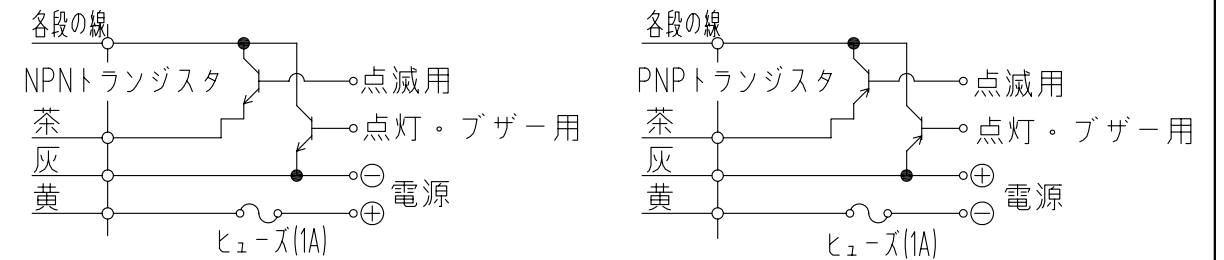 各段の線
NPNトランジスタ
点滅用
茶
点灯・ブザー用
灰
−
電源
黄
+
ヒューズ(1A)
各段の線
PNPトランジスタ
点滅用
茶
点灯・ブザー用
灰
+
電源
黄
−
ヒューズ(1A)